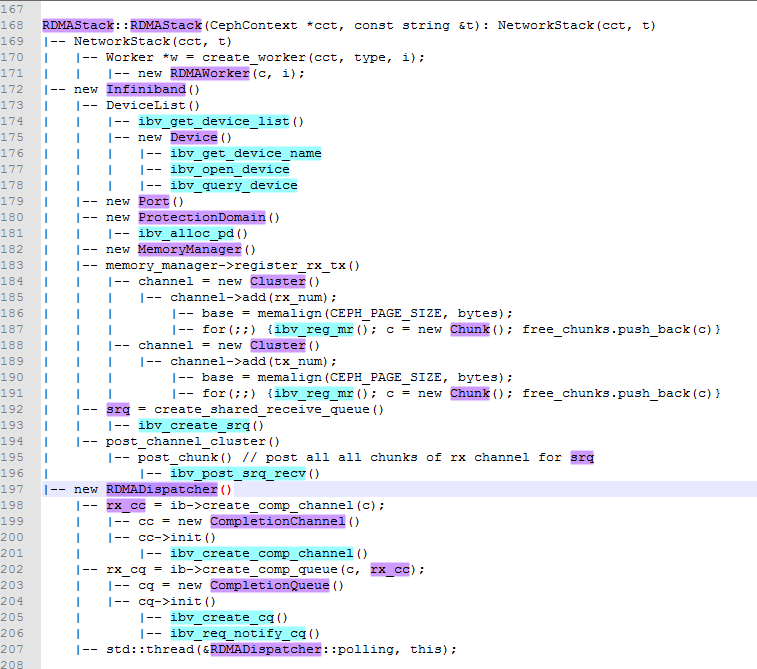 167
168 RDMAStack::RDMAStack(CephContext *cct, const string &t): NetworkStack(cct, t)
169 |-- NetworkStack(cct, t)
170 |   |-- Worker *w = create_worker(cct, type, i);
171 |   |   |-- new RDMAWorker(c, i);
172 |-- new Infiniband()
173 |   |-- DeviceList()
174 |   |   |-- ibv_get_device_list()
175 |   |   |-- new Device()
176 |   |   |   |-- ibv_get_device_name
177 |   |   |   |-- ibv_open_device
178 |   |   |   |-- ibv_query_device
179 |   |-- new Port()
180 |   |-- new ProtectionDomain()
181 |   |   |-- ibv_alloc_pd()
182 |   |-- new MemoryManager()
183 |   |-- memory_manager->register_rx_tx()
184 |   |   |-- channel = new Cluster()
185 |   |   |   |-- channel->add(rx_num);
186 |   |   |       |-- base = memalign(CEPH_PAGE_SIZE, bytes);
187 |   |   |       |-- for(;;) {ibv_reg_mr(); c = new Chunk(); free_chunks.push_back(c)}
188 |   |   |-- channel = new Cluster()
189 |   |   |   |-- channel->add(tx_num);
190 |   |   |       |-- base = memalign(CEPH_PAGE_SIZE, bytes);
191 |   |   |       |-- for(;;) {ibv_reg_mr(); c = new Chunk(); free_chunks.push_back(c)}
192 |   |-- srq = create_shared_receive_queue()
193 |   |   |-- ibv_create_srq()
194 |   |-- post_channel_cluster()
195 |       |-- post_chunk() // post all all chunks of rx channel for srq
196 |           |-- ibv_post_srq_recv()
197 |-- new RDMADispatcher()
198     |-- rx_cc = ib->create_comp_channel(c);
199     |   |-- cc = new CompletionChannel()
200     |   |-- cc->init()
201     |       |-- ibv_create_comp_channel()
202     |-- rx_cq = ib->create_comp_queue(c, rx_cc);
203     |   |-- cq = new CompletionQueue()
204     |   |-- cq->init()
205     |       |-- ibv_create_cq()
206     |       |-- ibv_req_notify_cq()
207     |-- std::thread(&RDMADispatcher::polling, this);
208